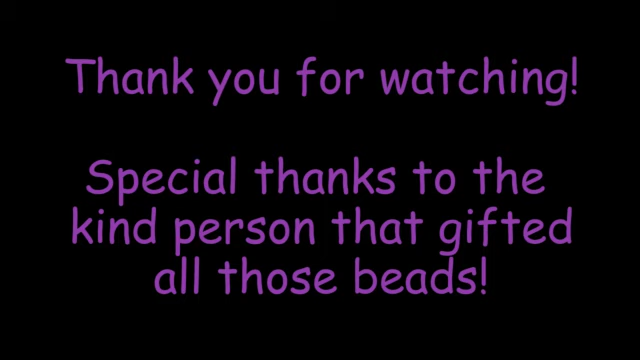 Thank you for watching!
Special thanks to the
kind person that gifted
all those beads!